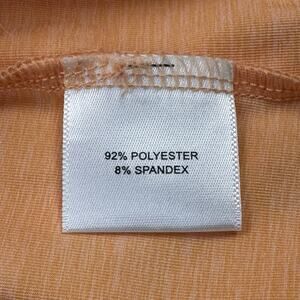 92% POLYESTER
8% SPANDEX